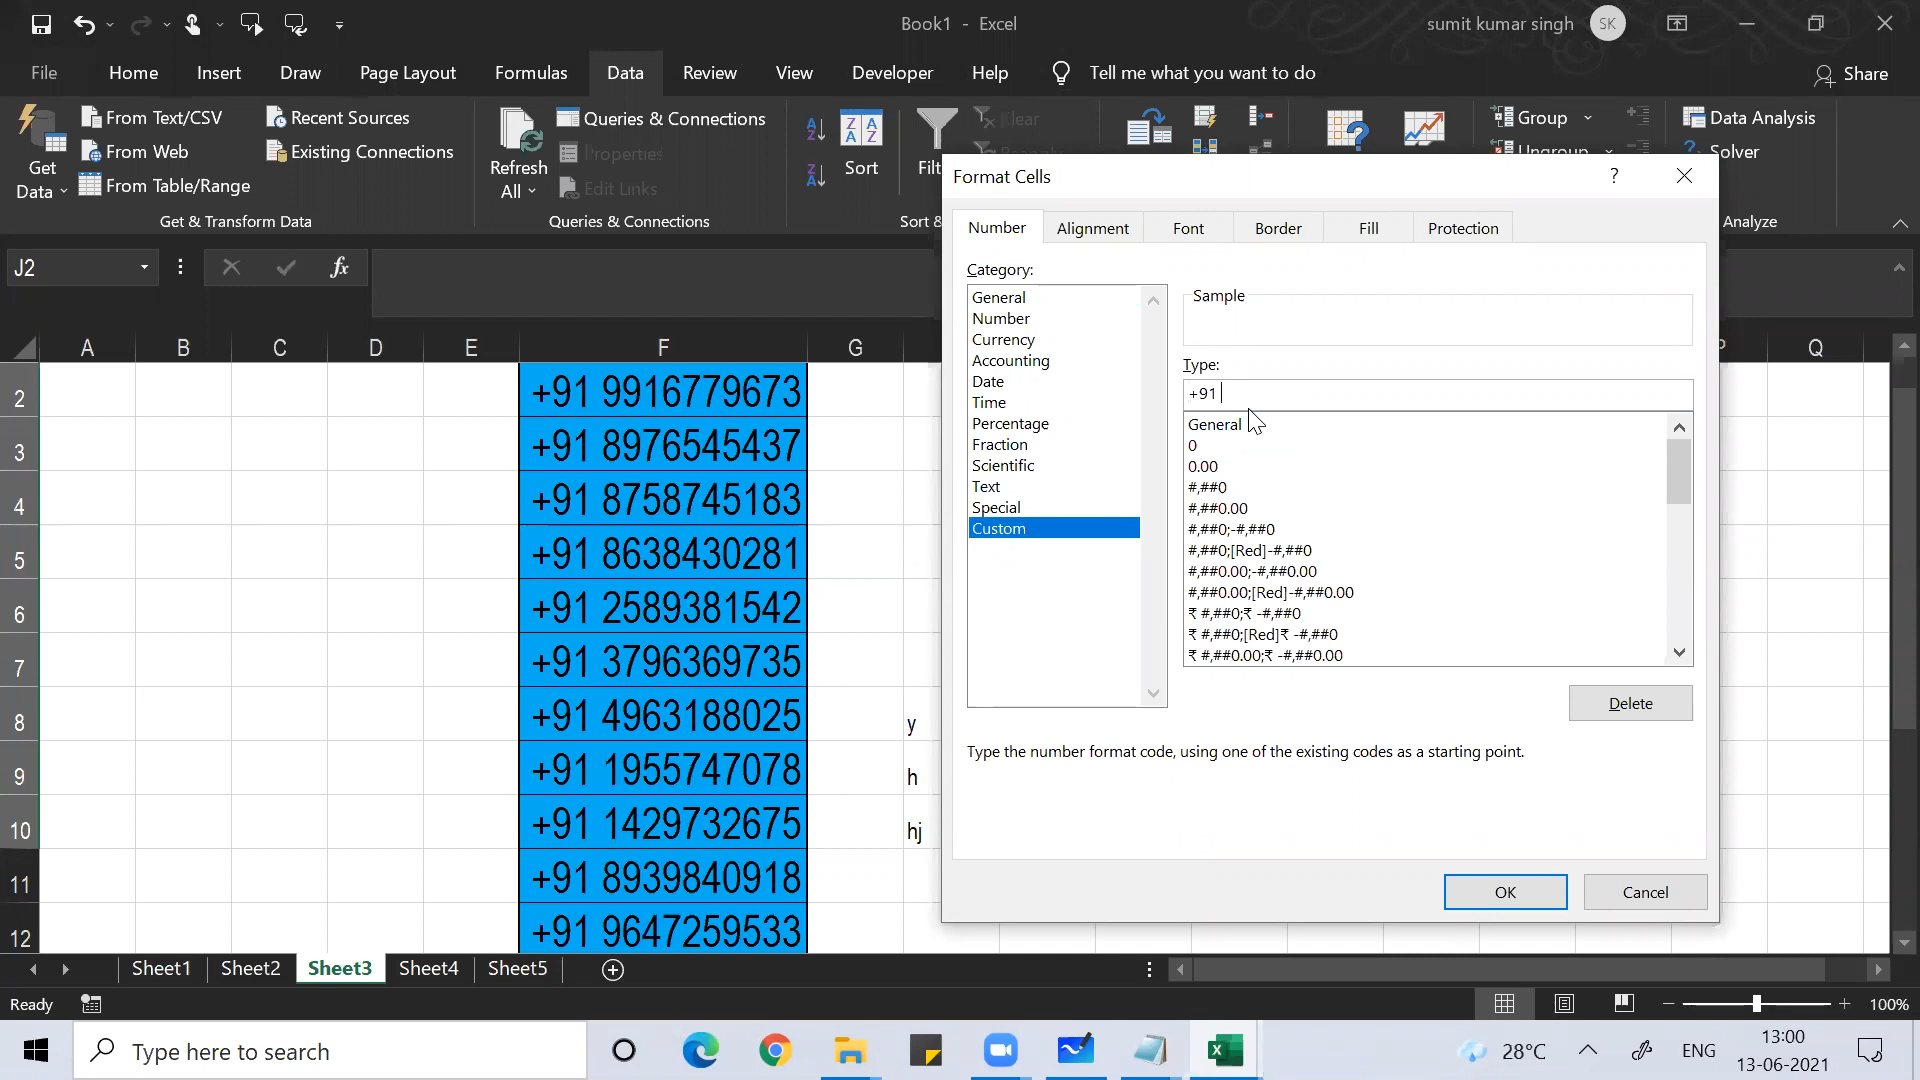 Book1 - Excel
sumit kumar singh
SK
File
Home
Insert
Draw
Page Layout
Formulas
Data
Review
View
Developer
Help
Tell me what you want to do
Share
Get Data
From Text/CSV
From Web
From Table/Range
Recent Sources
Existing Connections
Get & Transform Data
Refresh All
Queries & Connections
Properties
Edit Links
Queries & Connections
Sort
Filt
Clear
Sort &
Group
Ungroup
Data Analysis
Solver
Analyze
J2
fx
A B C D E F G Q
2 +91 9916779673
3 +91 8976545437
4 +91 8758745183
5 +91 8638430281
6 +91 2589381542
7 +91 3796369735
8 +91 4963188025 y
9 +91 1955747078 h
10 +91 1429732675 hj
11 +91 8939840918
12 +91 9647259533
Format Cells
?
Number
Alignment
Font
Border
Fill
Protection
Category:
General
Number
Currency
Accounting
Date
Time
Percentage
Fraction
Scientific
Text
Special
Custom
Sample
Type:
+91
General
0
0.00
#,##0
#,##0.00
#,##0;-#,##0
#,##0;[Red]-#,##0
#,##0.00;-#,##0.00
#,##0.00;[Red]-#,##0.00
₹ #,##0;₹ -#,##0
₹ #,##0;[Red]₹ -#,##0
₹ #,##0.00;₹ -#,##0.00
Delete
Type the number format code, using one of the existing codes as a starting point.
OK
Cancel
Sheet1
Sheet2
Sheet3
Sheet4
Sheet5
Ready
100%
Type here to search
28°C
ENG
13:00
13-06-2021